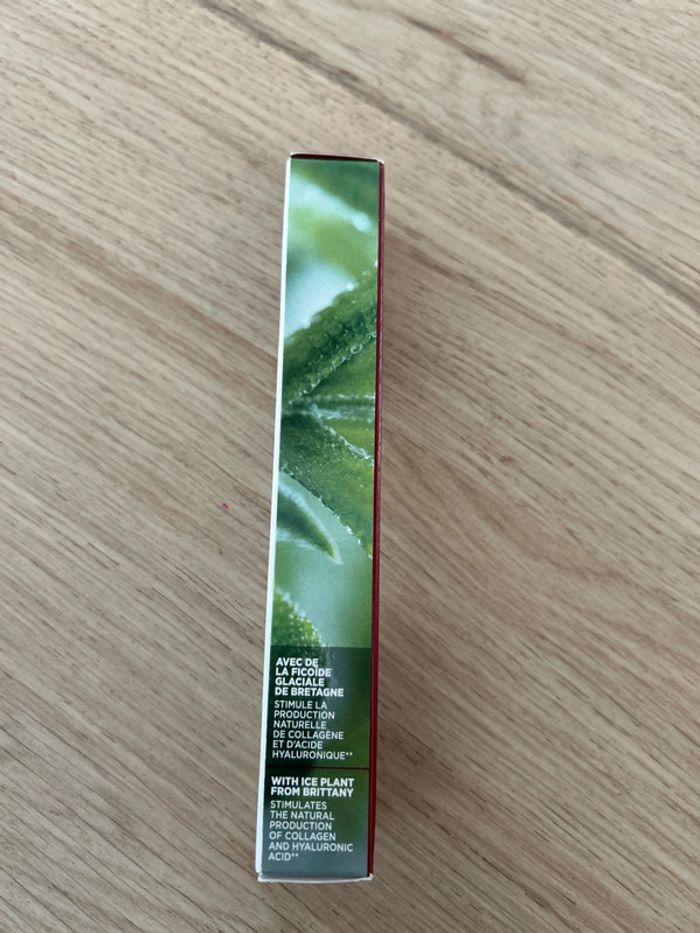 AVEC DE
LA FICOÏDE
GLACIALE
DE BRETAGNE
STIMULE LA
PRODUCTION
NATURELLE
DE COLLAGÈNE
ET D'ACIDE
HYALURONIQUE**
WITH ICE PLANT
FROM BRITTANY
STIMULATES
THE NATURAL
PRODUCTION
OF COLLAGEN
AND HYALURONIC
ACID**